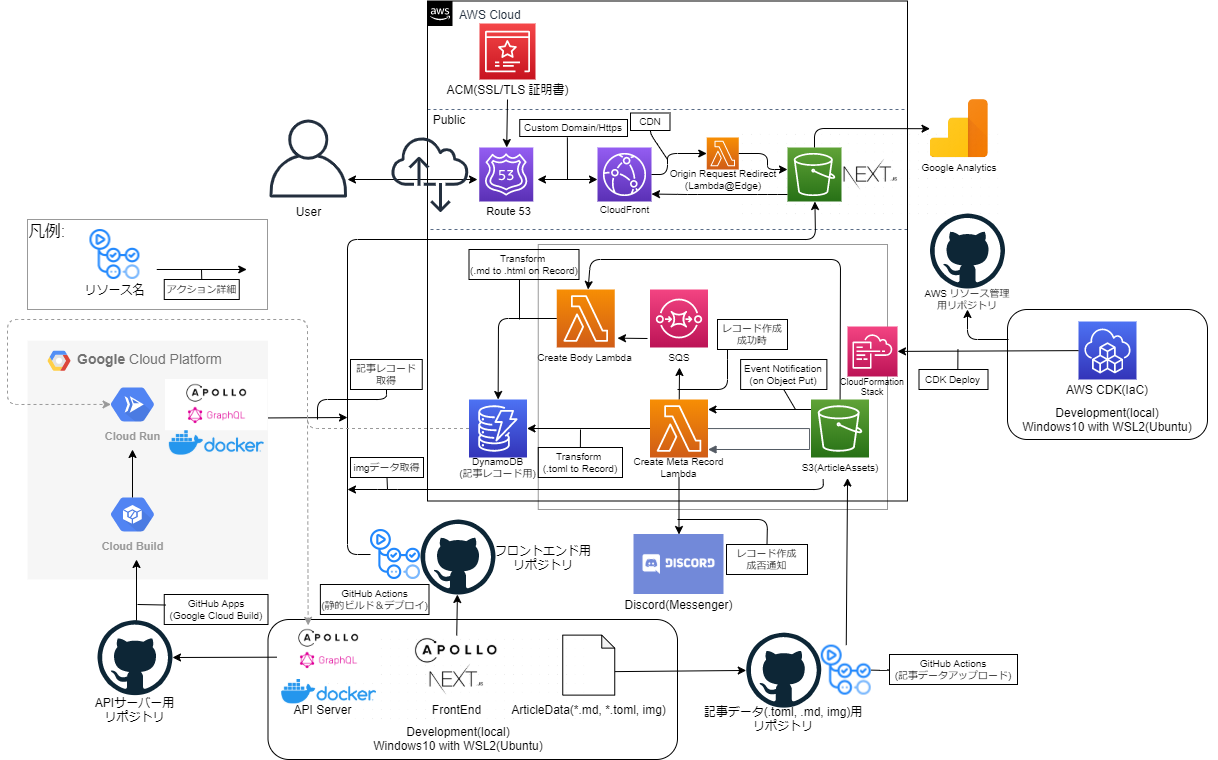 aws
AWS Cloud
ACM(SSL/TLS 証明書)
Public
Custom Domain/Https
CDN
53
Route 53
CloudFront
Origin Request Redirect
(Lambda@Edge)
NEXT.JS
Google Analytics
User
凡例:
リソース名
アクション詳細
Transform
(.md to .html on Record)
Create Body Lambda
SQS
レコード作成
成功時
Event Notification
(on Object Put)
CloudFormation
Stack
CDK Deploy
AWS リソース管理
用リポジトリ
AWS CDK(IaC)
Development(local)
Windows10 with WSL2(Ubuntu)
Google Cloud Platform
APOLLO
GraphQL
docker
Cloud Run
Cloud Build
記事レコード
取得
imgデータ取得
DynamoDB
(記事レコード用)
Transform
(.toml to Record)
Create Meta Record
Lambda
S3(ArticleAssets)
DISCORD
Discord(Messenger)
レコード作成
成否通知
フロントエンド用
リポジトリ
GitHub Actions
(静的ビルド＆デプロイ)
GitHub Apps
(Google Cloud Build)
APIサーバー用
リポジトリ
APOLLO
GraphQL
docker
API Server
APOLLO
NEXT.JS
FrontEnd
ArticleData(*.md, *.toml, img)
Development(local)
Windows10 with WSL2(Ubuntu)
記事データ(.toml, .md, img)用
リポジトリ
GitHub Actions
(記事データアップロード)